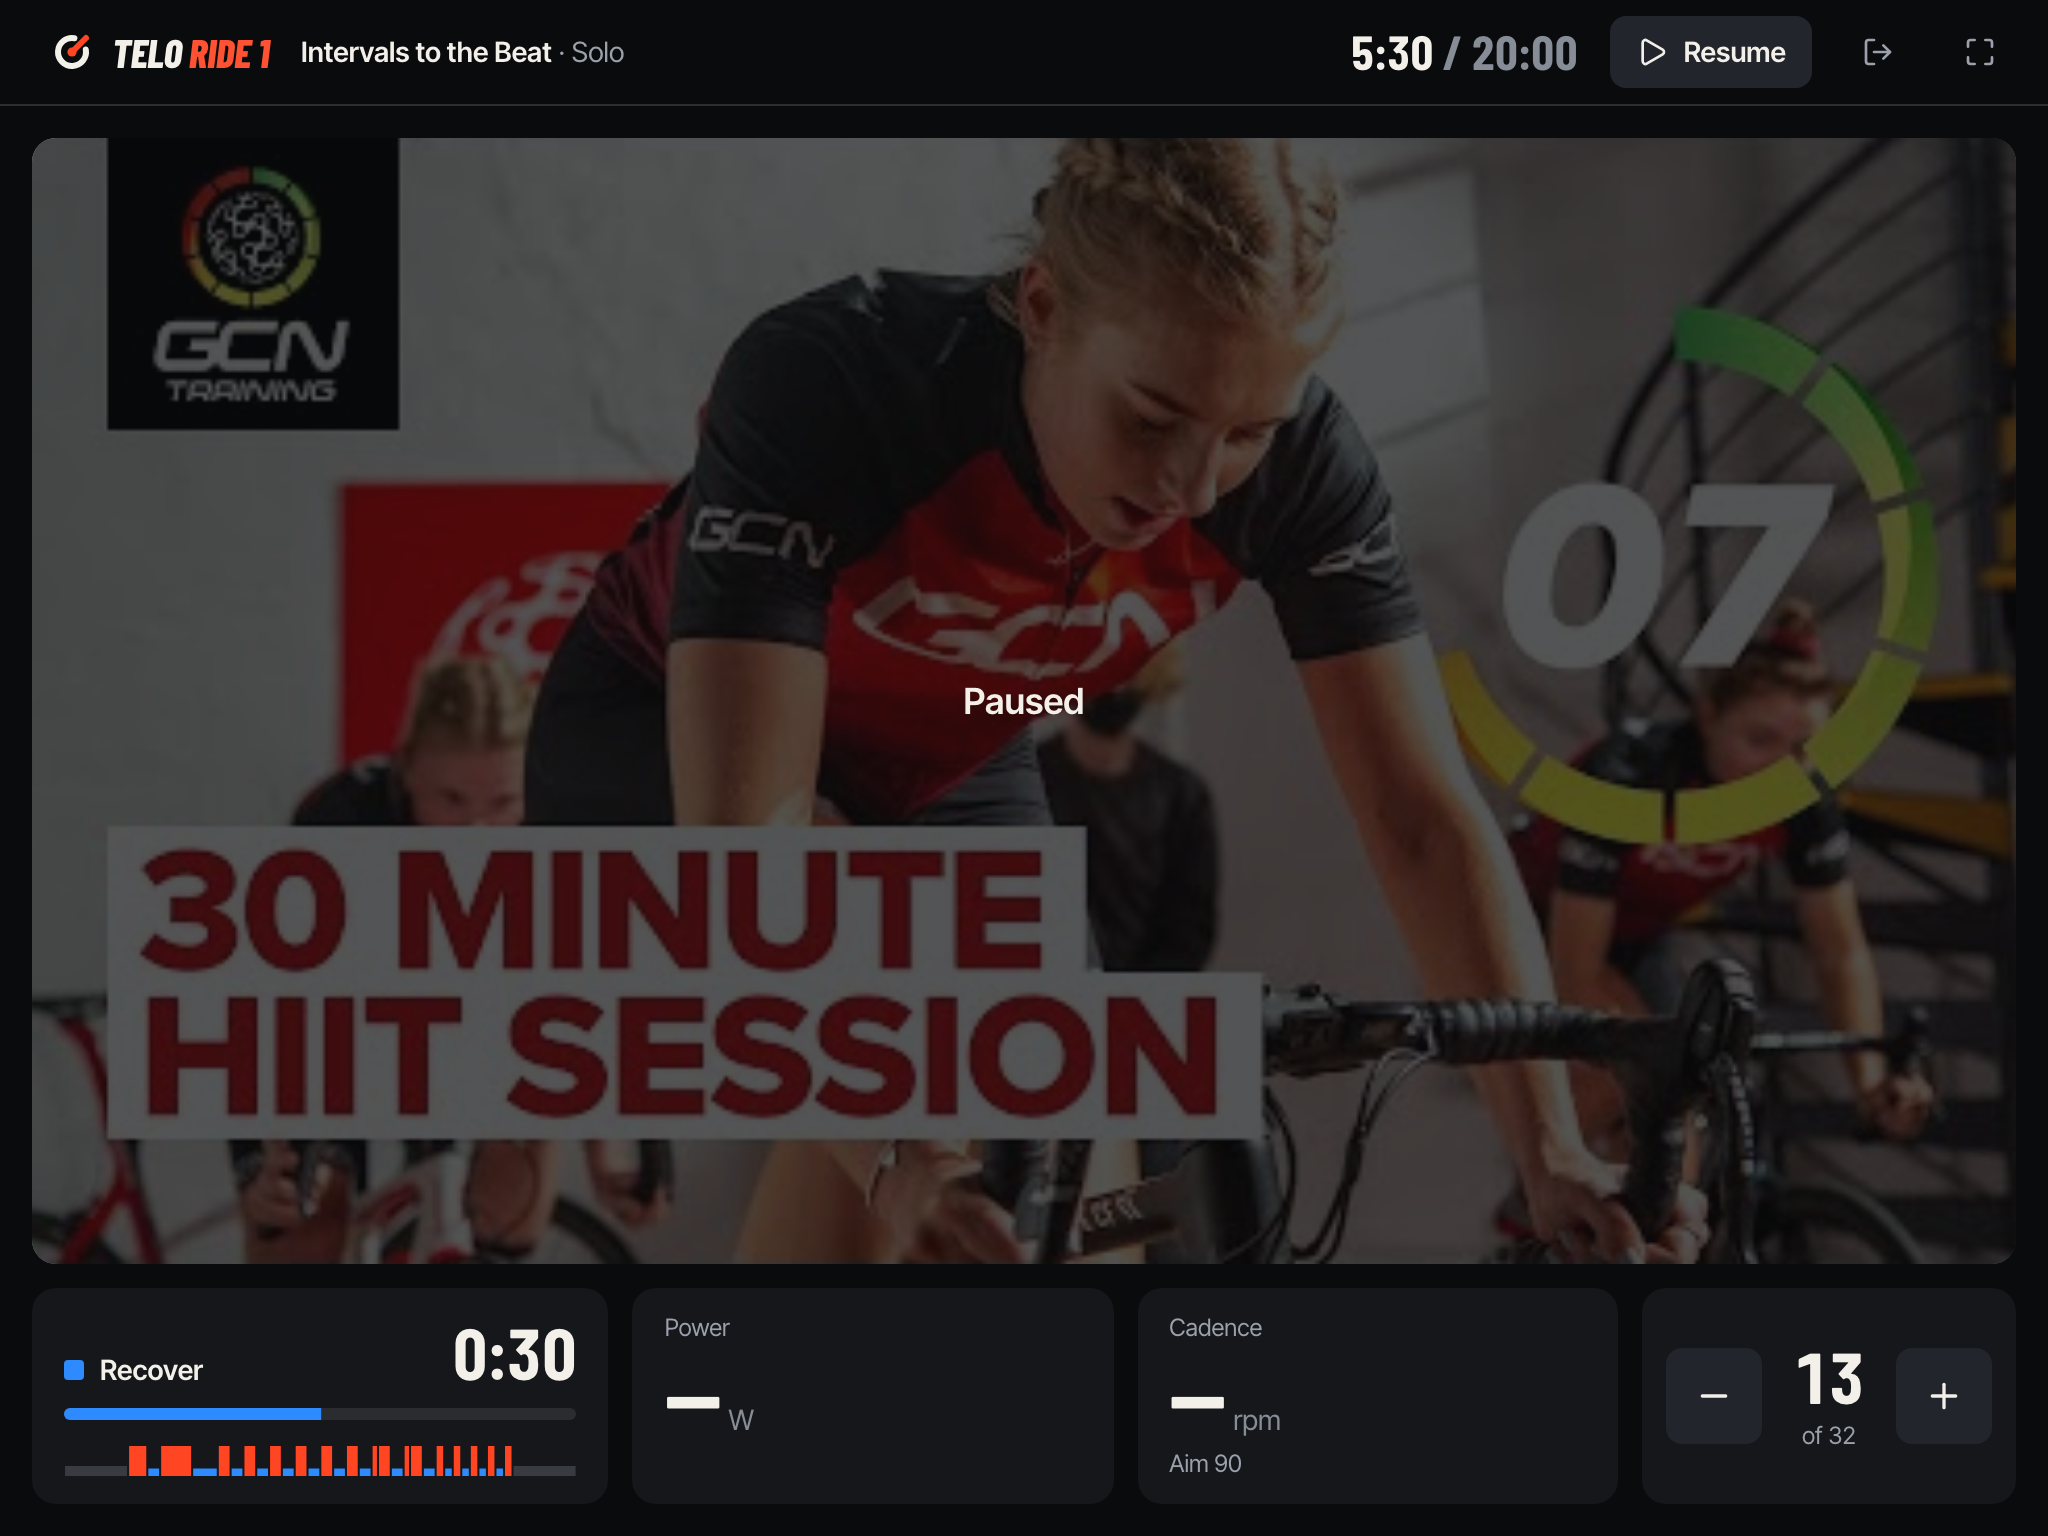 TELO RIDE 1
Intervals to the Beat · Solo
5:30 / 20:00
Resume
GCN
TRAINING
GCN
GCN
07
Paused
30 MINUTE
HIIT SESSION
Recover
0:30
Power
— W
Cadence
— rpm
Aim 90
13
of 32